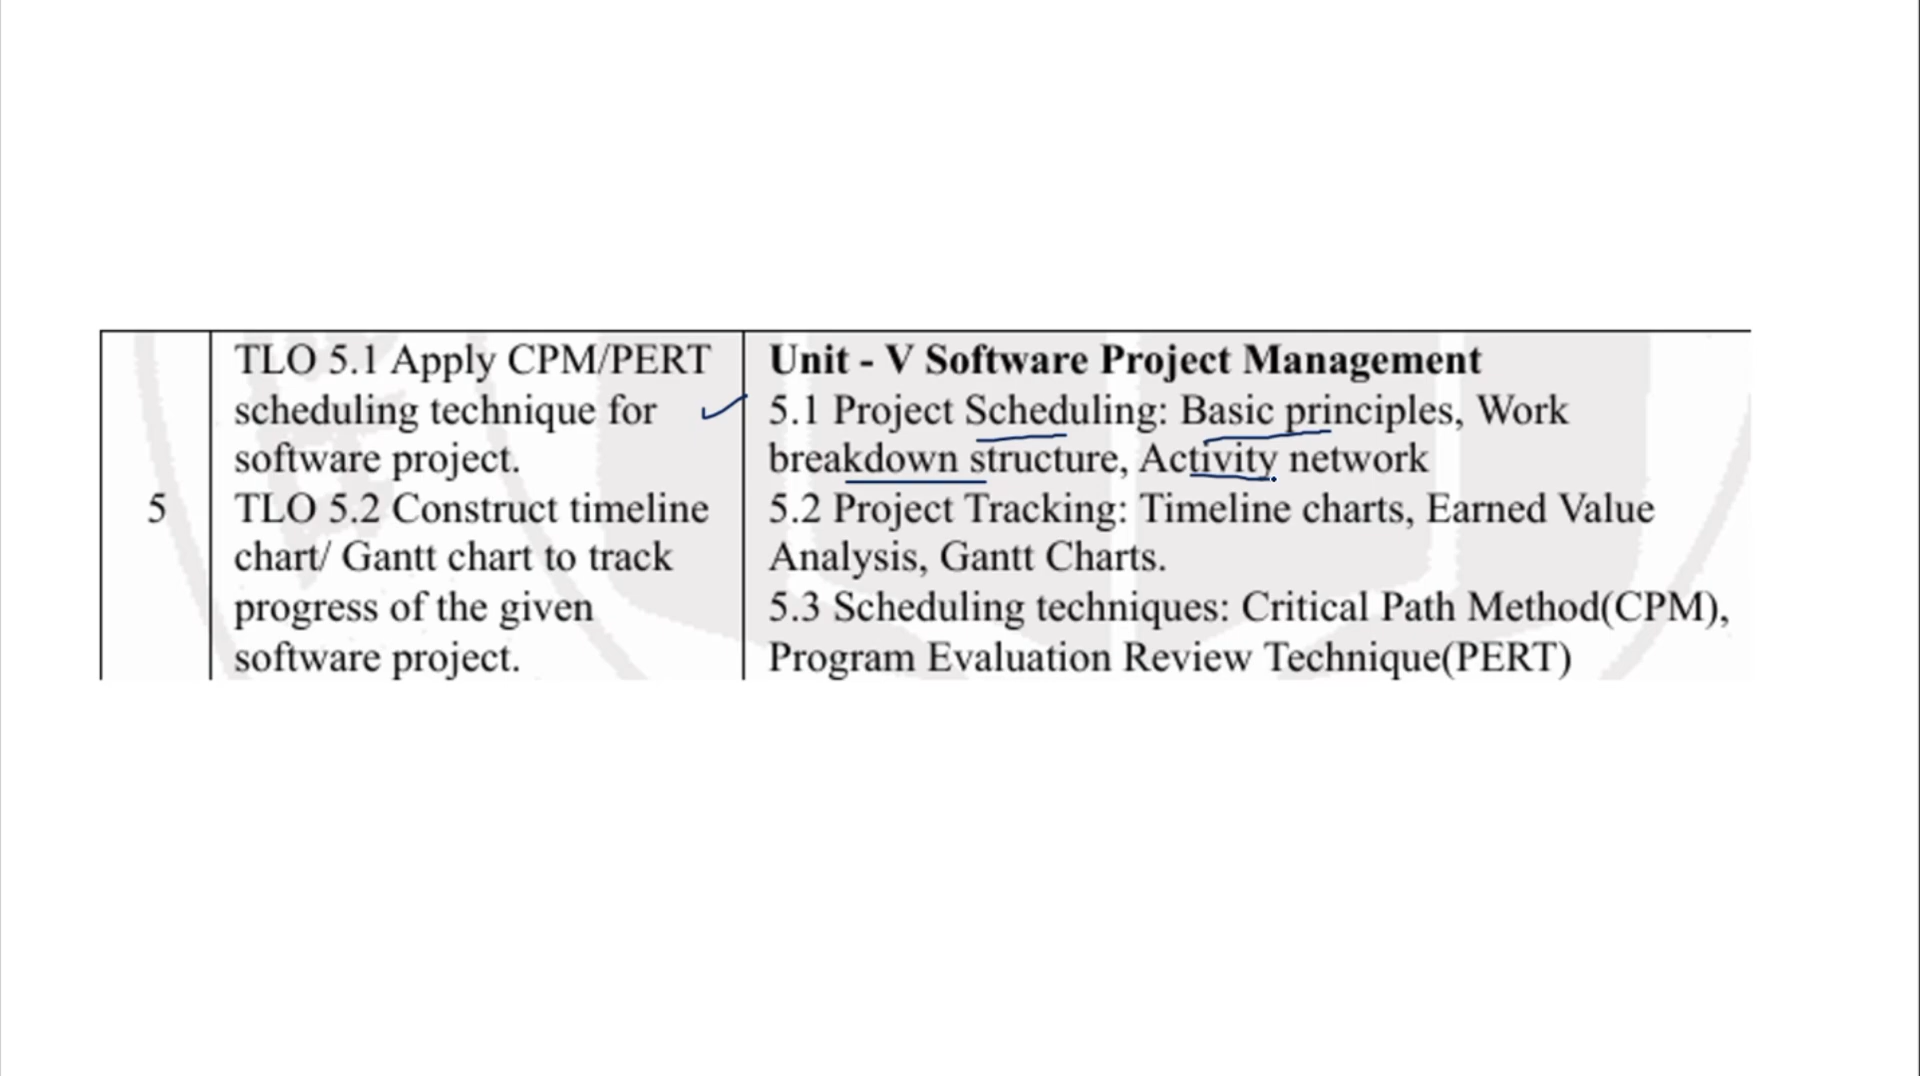 TLO 5.1 Apply CPM/PERT
scheduling technique for
software project.
5
TLO 5.2 Construct timeline
chart/ Gantt chart to track
progress of the given
software project.
Unit - V Software Project Management
5.1 Project Scheduling: Basic principles, Work
breakdown structure, Activity network
5.2 Project Tracking: Timeline charts, Earned Value
Analysis, Gantt Charts.
5.3 Scheduling techniques: Critical Path Method(CPM),
Program Evaluation Review Technique(PERT)